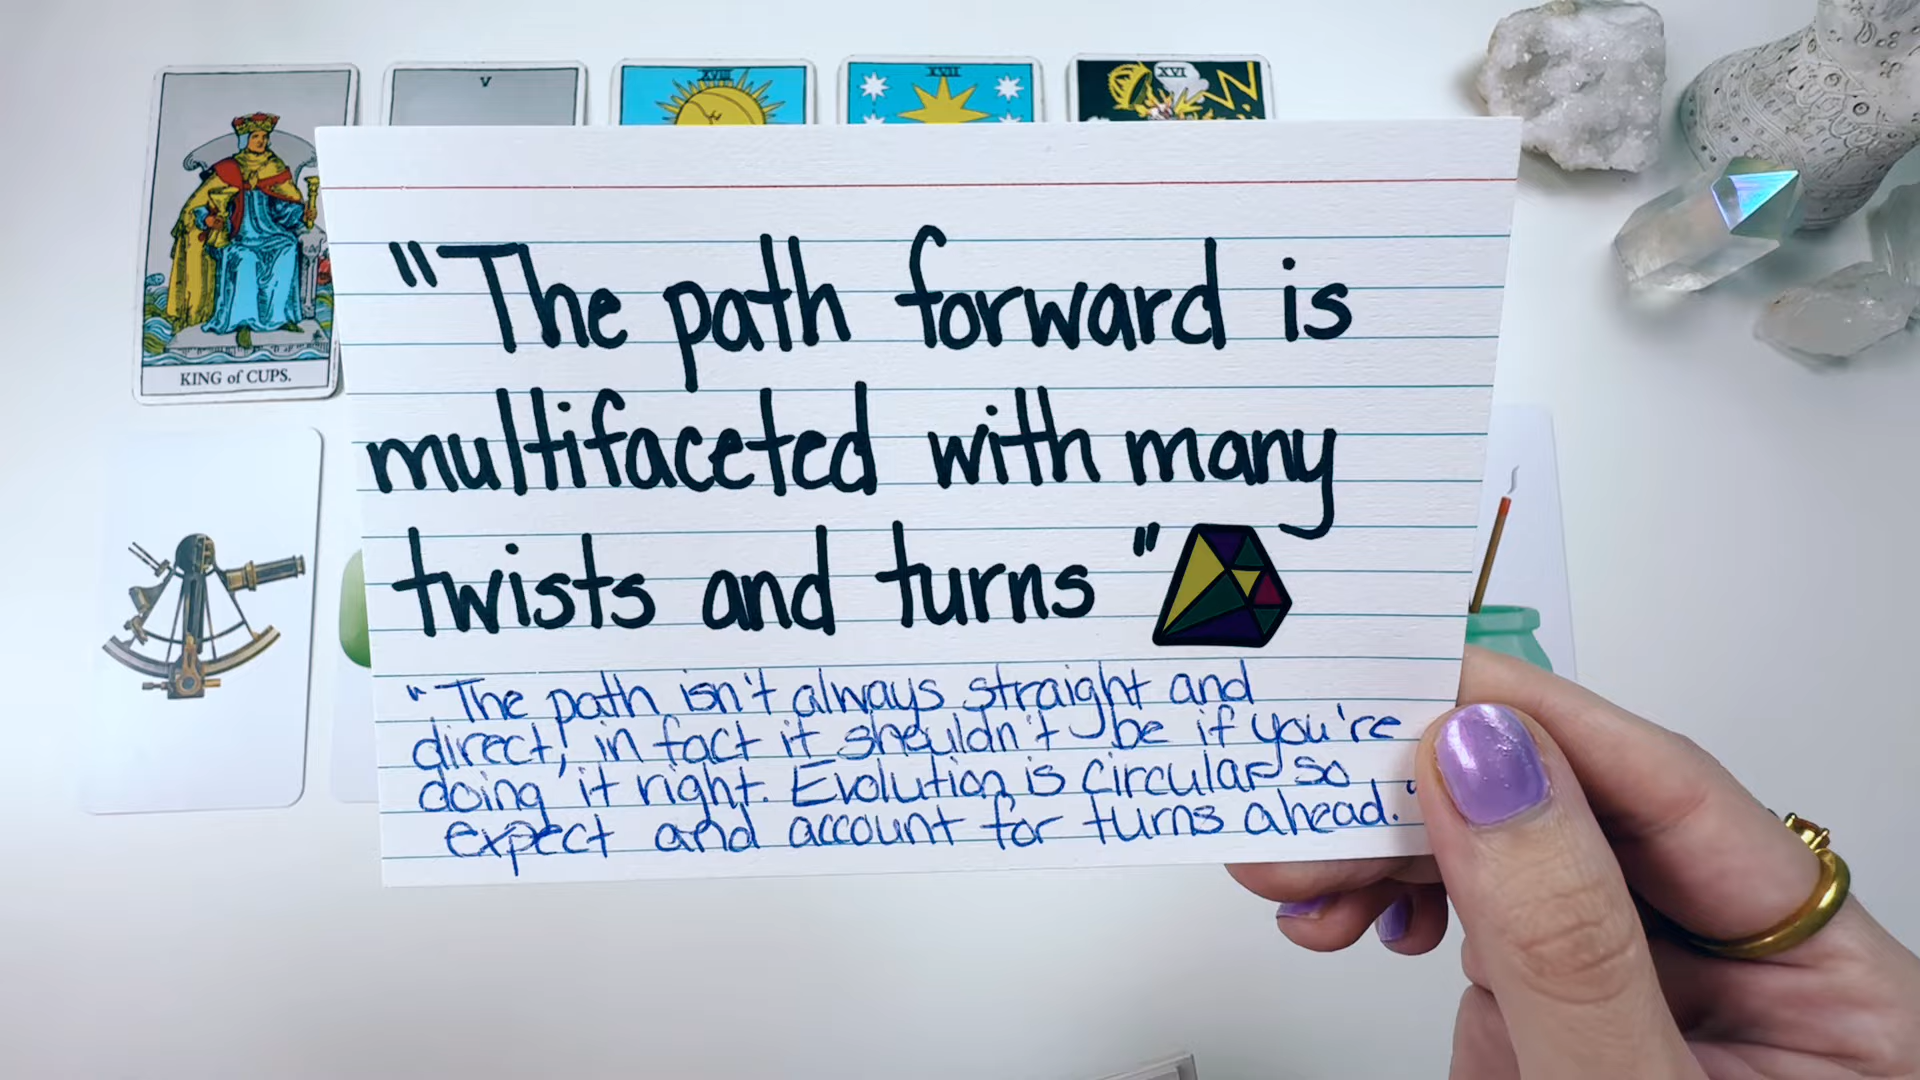 V
XVIII
XVII
XVI
KING of CUPS.
"The path forward is
multifaceted with many
twists and turns"
"The path isn't always straight and
direct, in fact it shouldn't be if you're
doing it right. Evolution is circular so
expect and account for turns ahead."